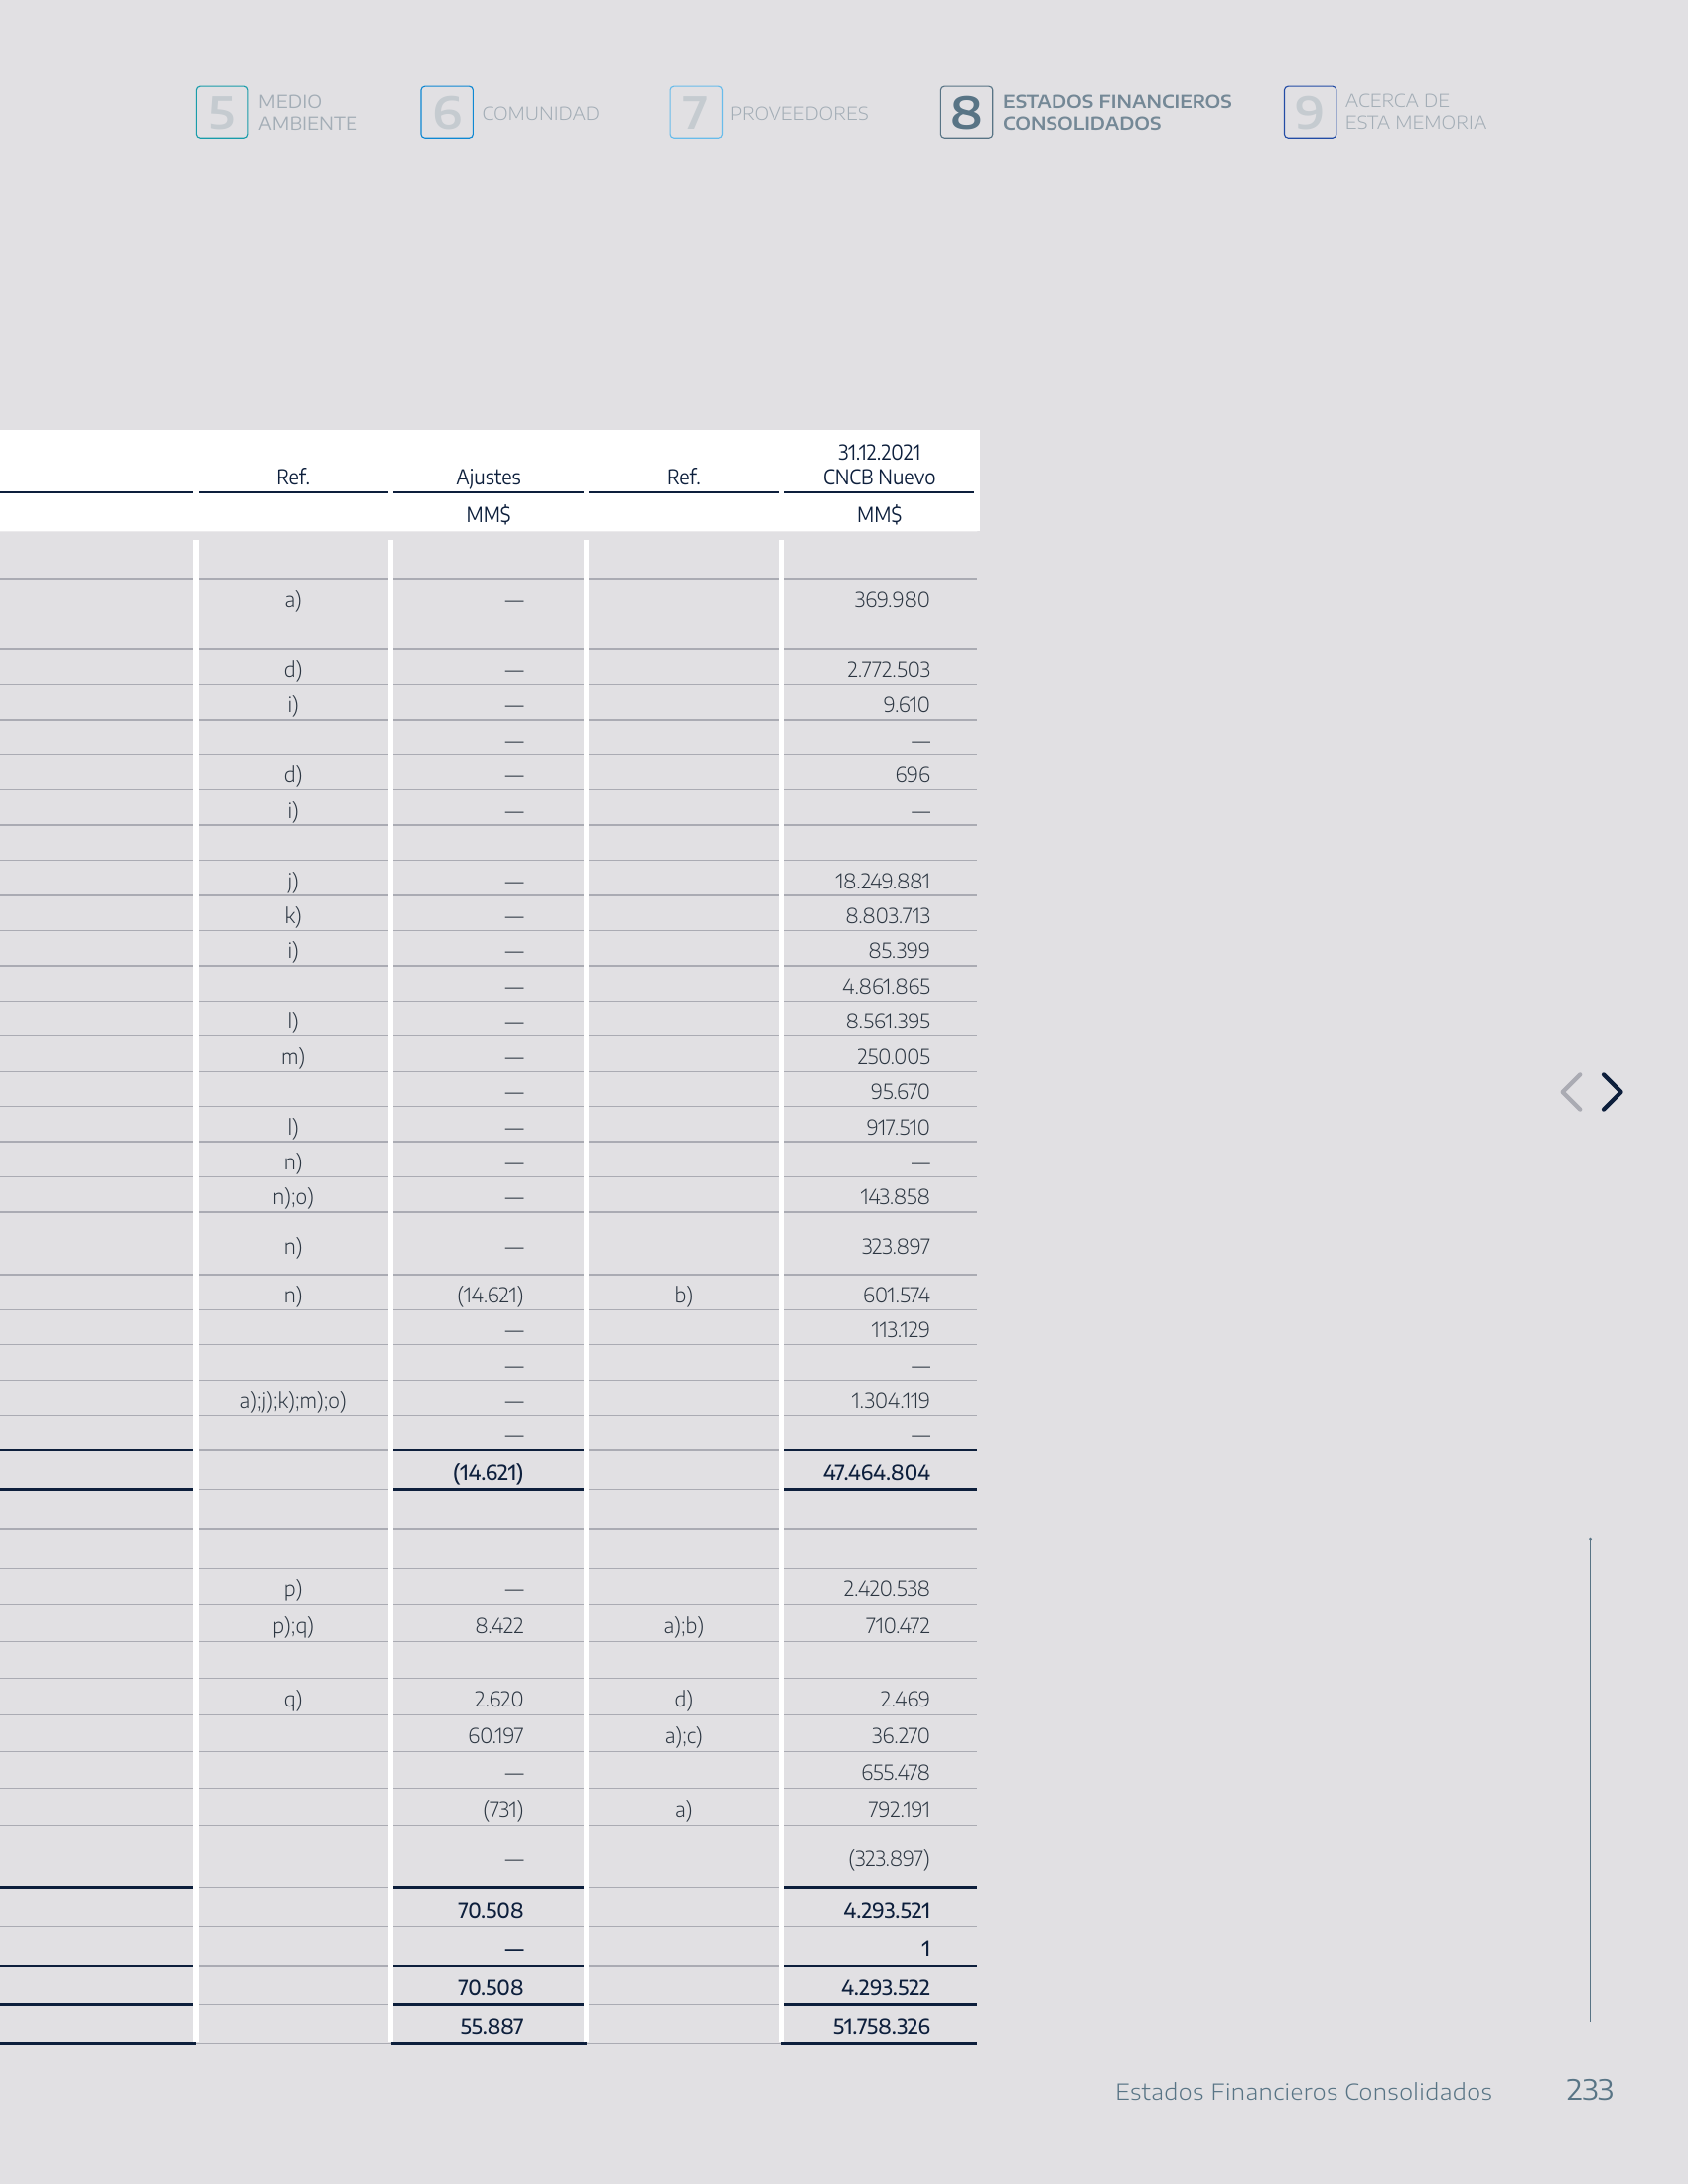 5 MEDIO
AMBIENTE
6 COMUNIDAD
7 PROVEEDORES
8 ESTADOS FINANCIEROS
CONSOLIDADOS
9 ACERCA DE
ESTA MEMORIA
31.12.2021
Ref. Ajustes Ref. CNCB Nuevo
MM$ MM$
a) — 369.980
d) — 2.772.503
i) — 9.610
— —
d) — 696
i) — —
j) — 18.249.881
k) — 8.803.713
i) — 85.399
— 4.861.865
l) — 8.561.395
m) — 250.005
— 95.670
l) — 917.510
n) — —
n);o) — 143.858
n) — 323.897
n) (14.621) b) 601.574
— 113.129
— —
a);j);k);m);o) — 1.304.119
— —
(14.621) 47.464.804
p) — 2.420.538
p);q) 8.422 a);b) 710.472
q) 2.620 d) 2.469
60.197 a);c) 36.270
— 655.478
(731) a) 792.191
— (323.897)
70.508 4.293.521
— 1
70.508 4.293.522
55.887 51.758.326
Estados Financieros Consolidados 233